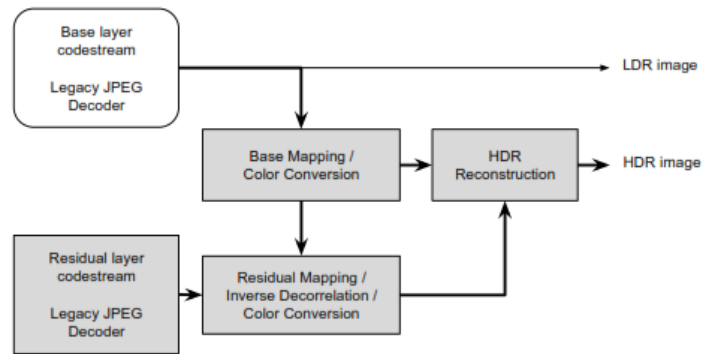 Base layer
codestream
Legacy JPEG
Decoder
LDR image
Base Mapping /
Color Conversion
HDR
Reconstruction
HDR image
Residual layer
codestream
Legacy JPEG
Decoder
Residual Mapping /
Inverse Decorrelation /
Color Conversion